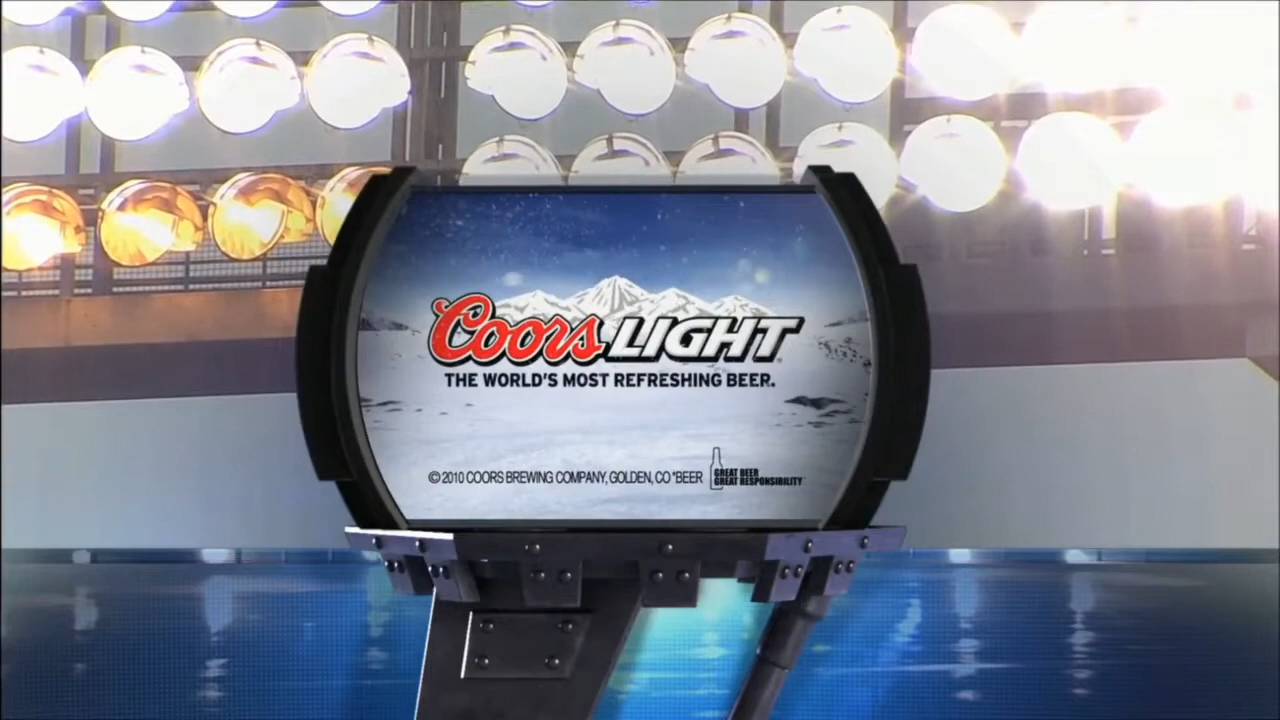 Coors LIGHT
THE WORLD'S MOST REFRESHING BEER.
© 2010 COORS BREWING COMPANY, GOLDEN, CO *BEER
GREAT BEER
GREAT RESPONSIBILITY